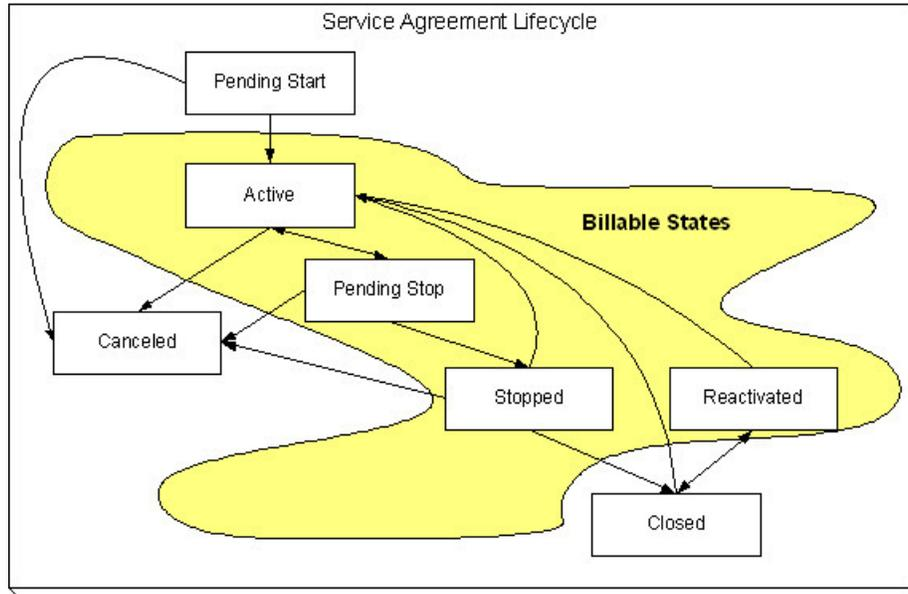 Service Agreement Lifecycle
Pending Start
Active
Billable States
Pending Stop
Canceled
Stopped
Reactivated
Closed